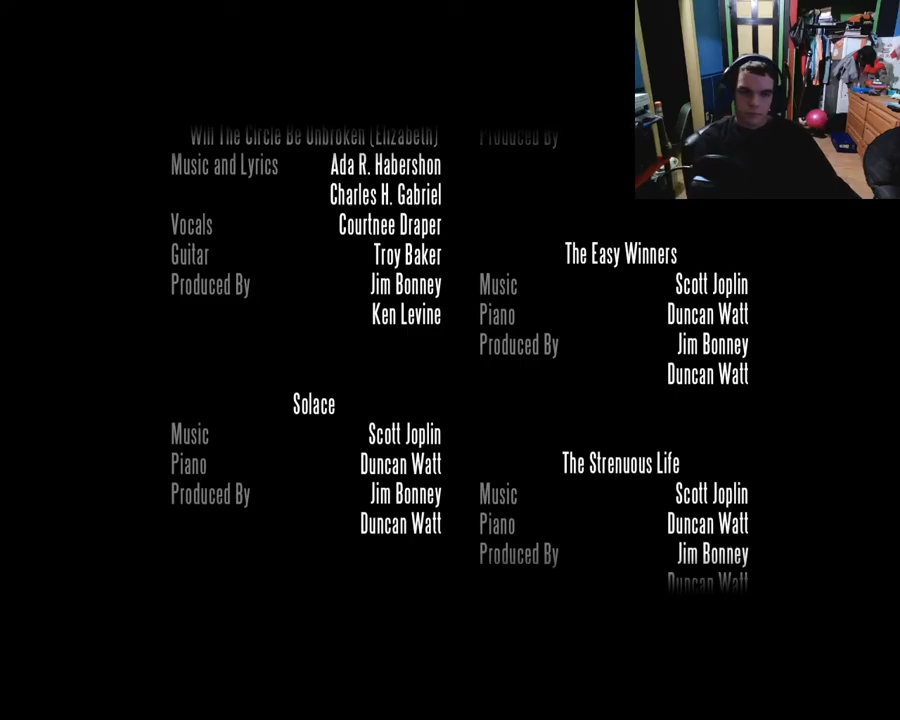 Will The Circle Be Unbroken (Elizabeth)
Music and Lyrics Ada R. Habershon
Charles H. Gabriel
Vocals Courtnee Draper
Guitar Troy Baker
Produced By Jim Bonney
Ken Levine
Solace
Music Scott Joplin
Piano Duncan Watt
Produced By Jim Bonney
Duncan Watt
Produced By
The Easy Winners
Music Scott Joplin
Piano Duncan Watt
Produced By Jim Bonney
Duncan Watt
The Strenuous Life
Music Scott Joplin
Piano Duncan Watt
Produced By Jim Bonney
Duncan Watt